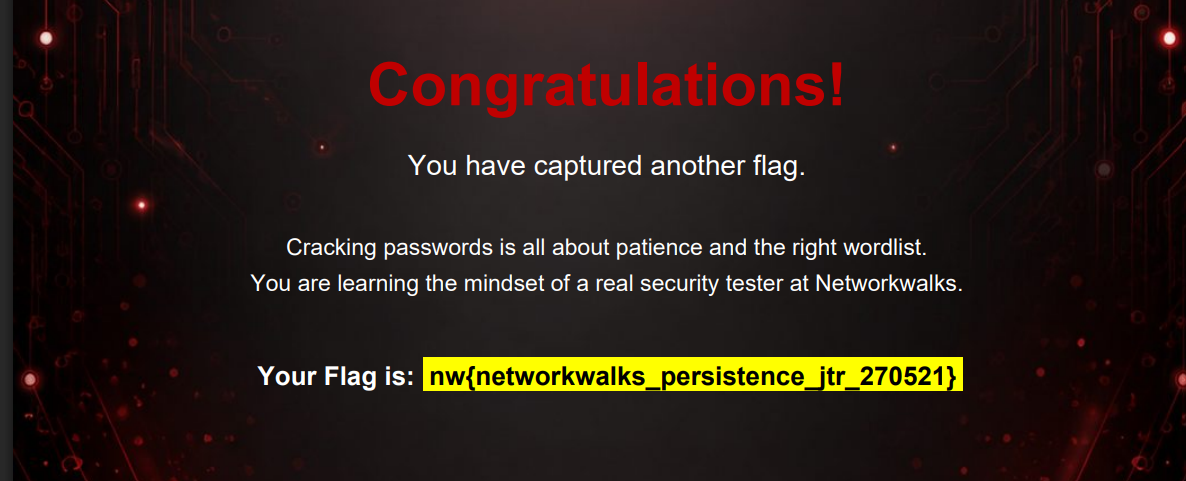 Congratulations!
You have captured another flag.
Cracking passwords is all about patience and the right wordlist.
You are learning the mindset of a real security tester at Networkwalks.
Your Flag is: nw{networkwalks_persistence_jtr_270521}